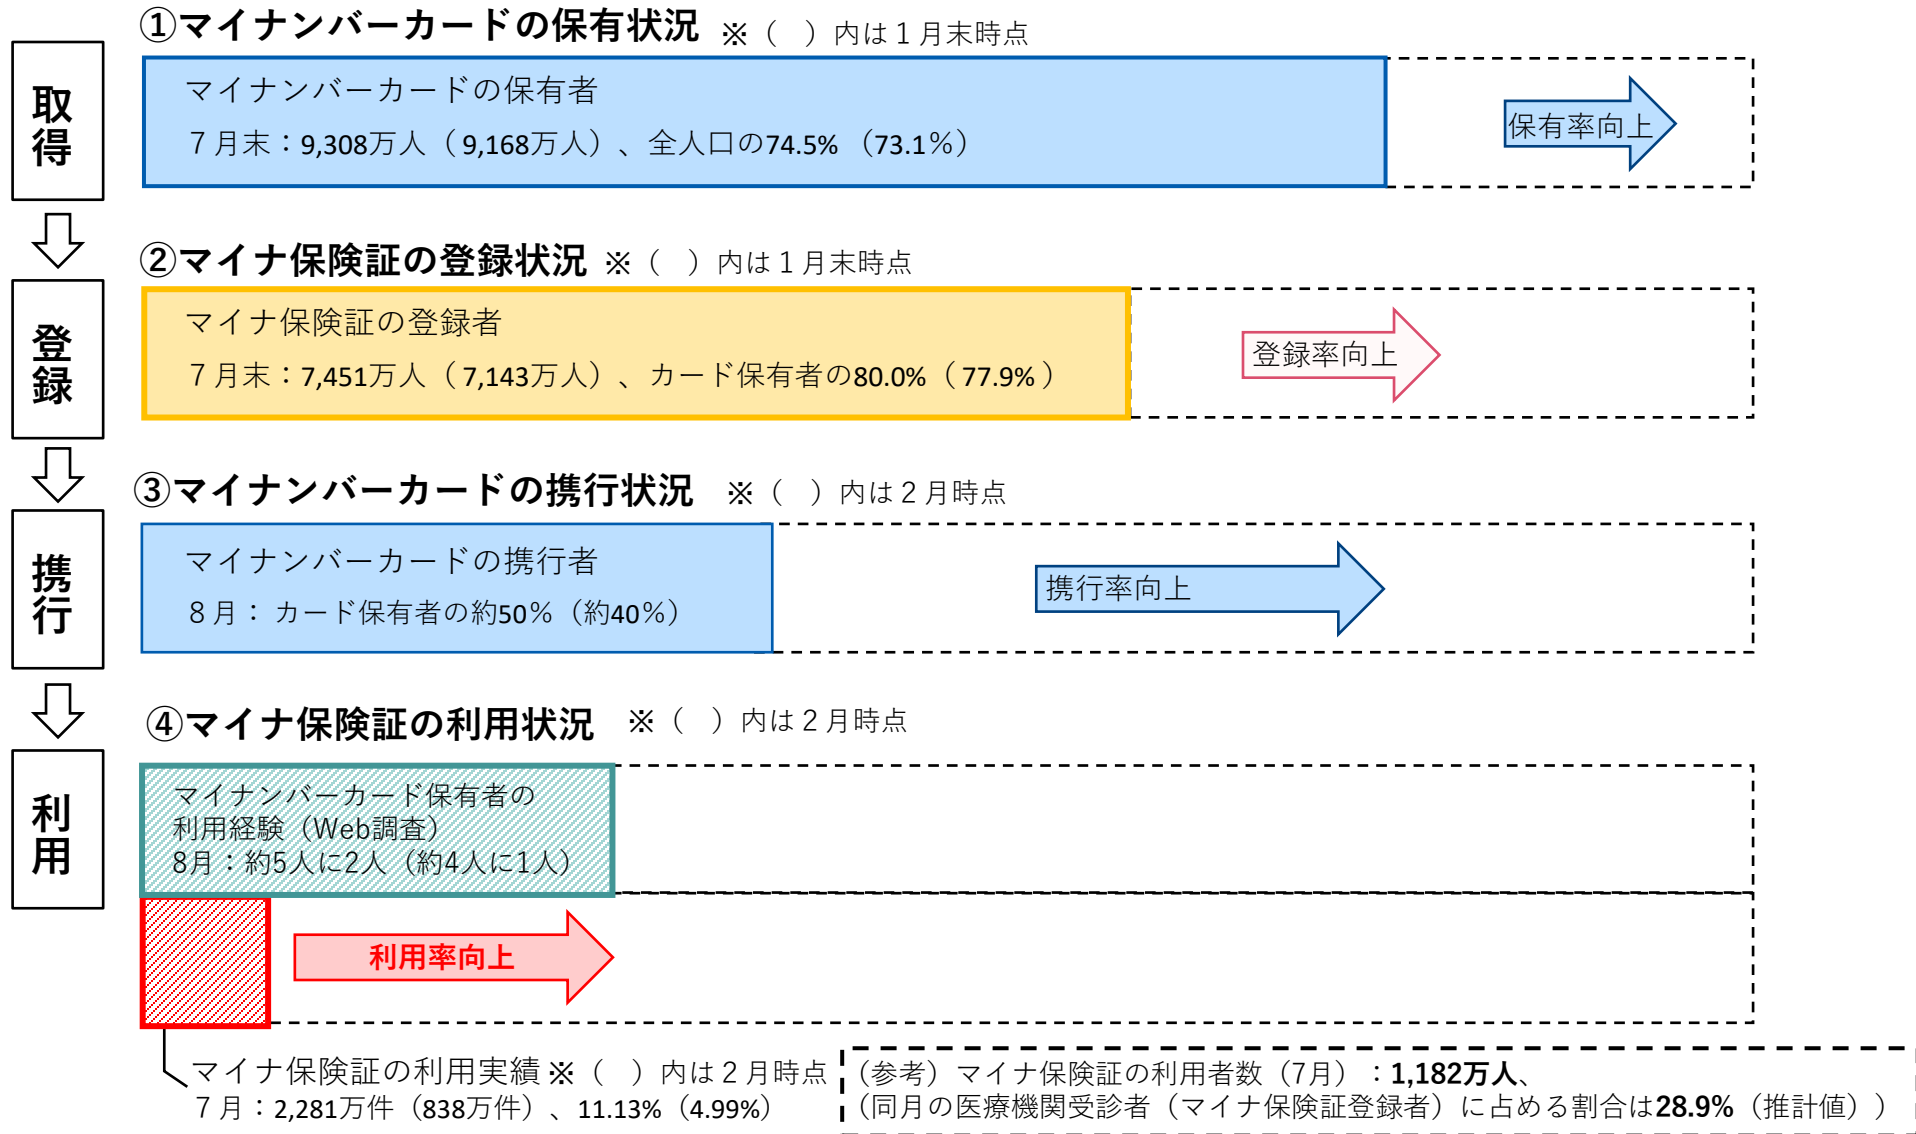 ①マイナンバーカードの保有状況 ※（　）内は１月末時点
取得
マイナンバーカードの保有者
７月末：9,308万人（9,168万人）、全人口の74.5%（73.1％）
保有率向上
②マイナ保険証の登録状況 ※（　）内は１月末時点
登録
マイナ保険証の登録者
７月末：7,451万人（7,143万人）、カード保有者の80.0%（77.9%）
登録率向上
③マイナンバーカードの携行状況 ※（　）内は２月時点
携行
マイナンバーカードの携行者
８月： カード保有者の約50％（約40％）
携行率向上
④マイナ保険証の利用状況 ※（　）内は２月時点
利用
マイナンバーカード保有者の
利用経験（Web調査）
8月：約5人に2人（約4人に1人）
利用率向上
マイナ保険証の利用実績 ※（　）内は２月時点
７月：2,281万件（838万件）、11.13%（4.99%）
（参考）マイナ保険証の利用者数（7月）：1,182万人、
（同月の医療機関受診者（マイナ保険証登録者）に占める割合は28.9%（推計値））